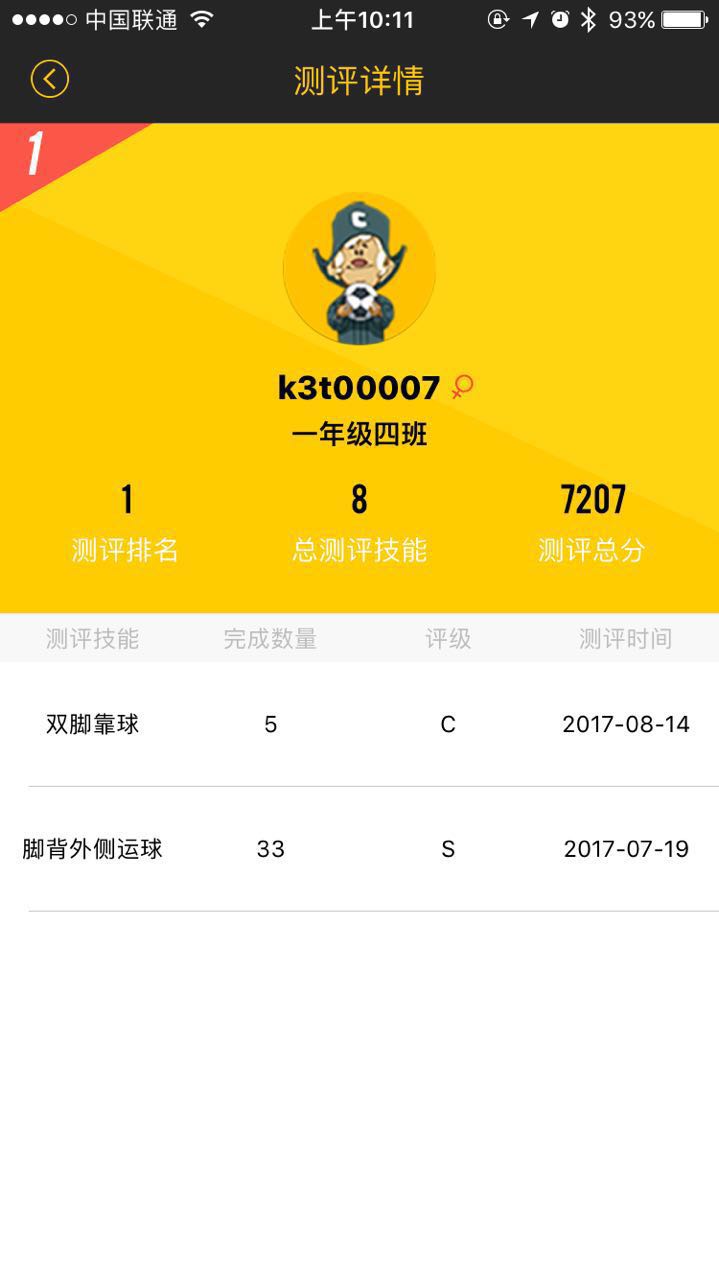 中国联通 上午10:11 93%
测评详情
1
C
k3t00007
一年级四班
1 8 7207
测评排名 总测评技能 测评总分
测评技能 完成数量 评级 测评时间
双脚靠球 5 C 2017-08-14
脚背外侧运球 33 S 2017-07-19